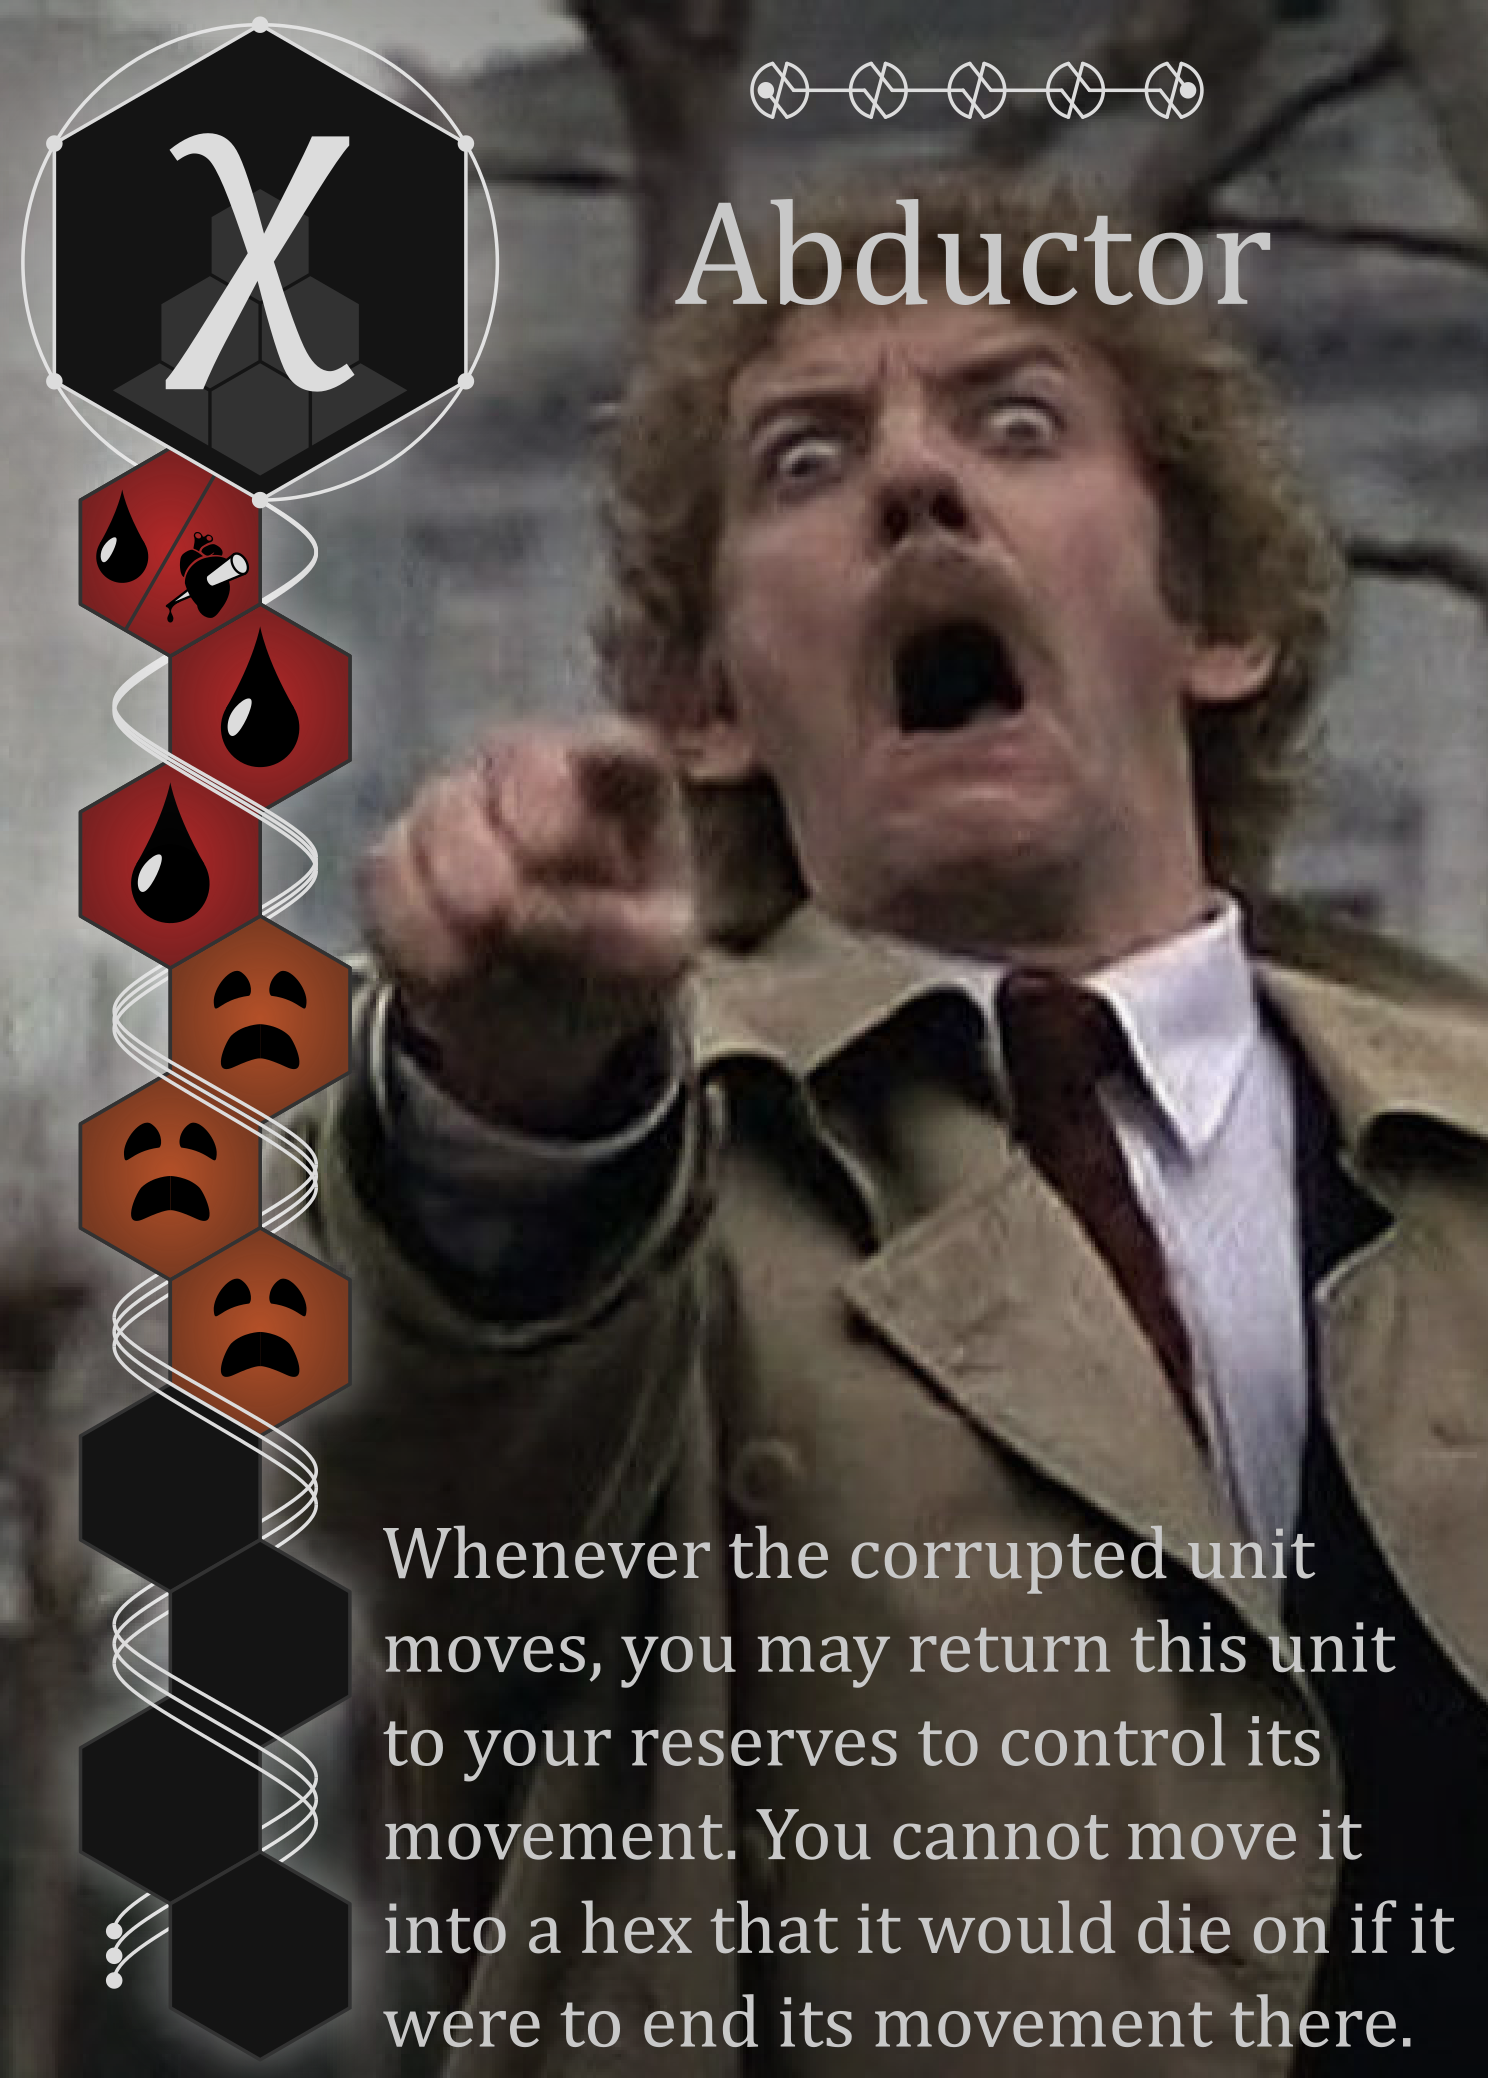 χ
Abductor
Whenever the corrupted unit
moves, you may return this unit
to your reserves to control its
movement. You cannot move it
into a hex that it would die on if it
were to end its movement there.